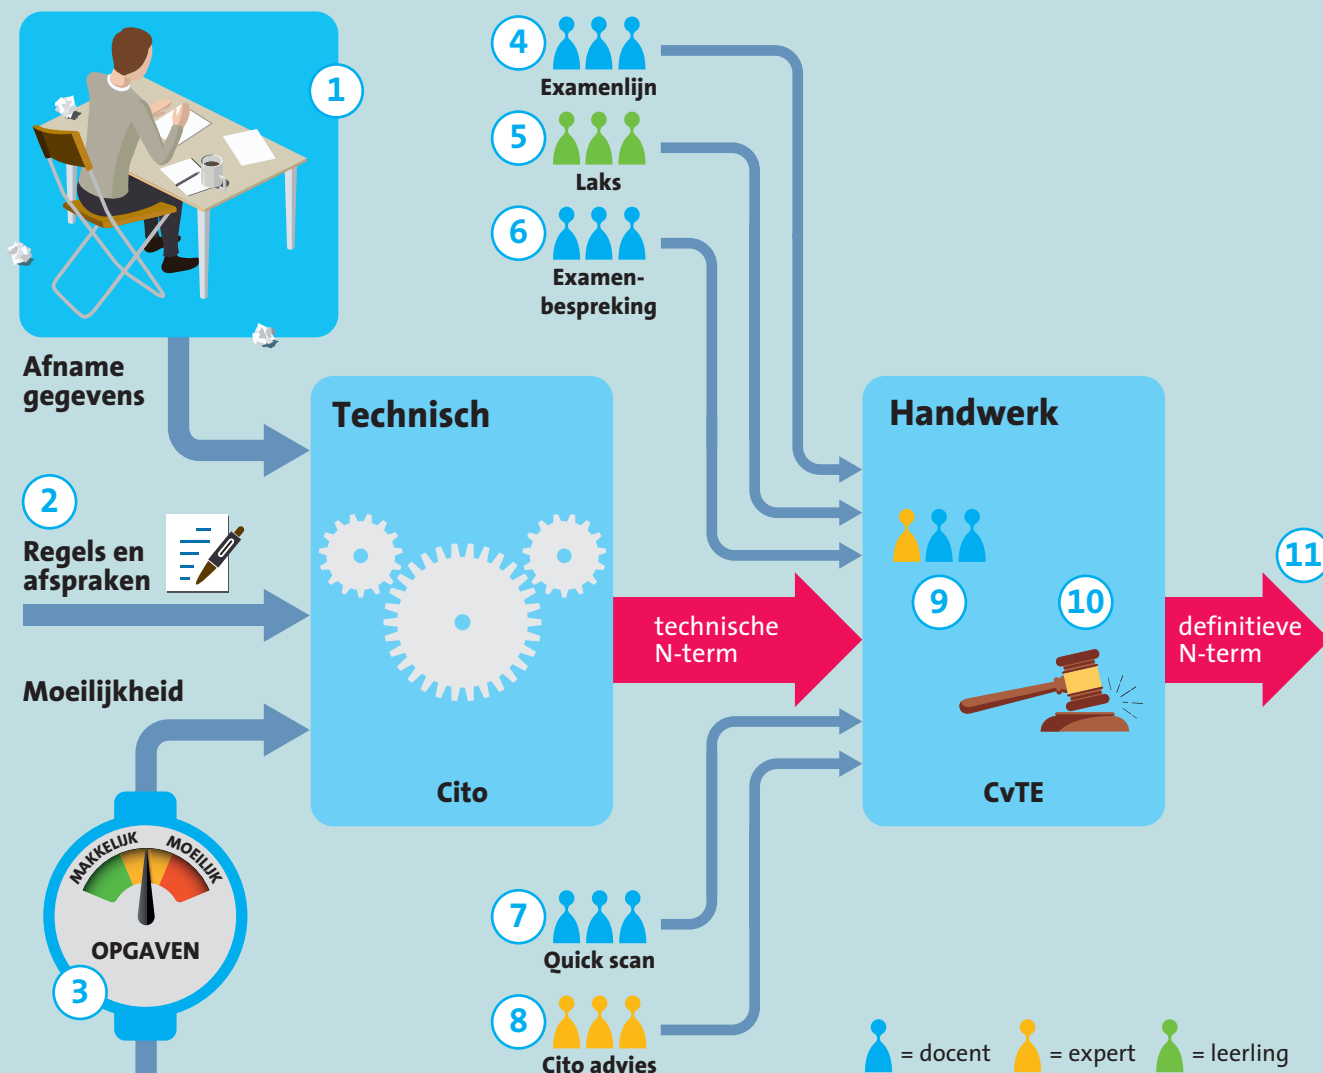 1
Afname
gegevens
2
Regels en
afspraken
Moeilijkheid
MAKKELIJK
MOEILIJK
OPGAVEN
3
Technisch
Cito
4
Examenlijn
5
Laks
6
Examen-
bespreking
technische
N-term
7
Quick scan
8
Cito advies
Handwerk
9
10
CvTE
11
definitieve
N-term
= docent
= expert
= leerling